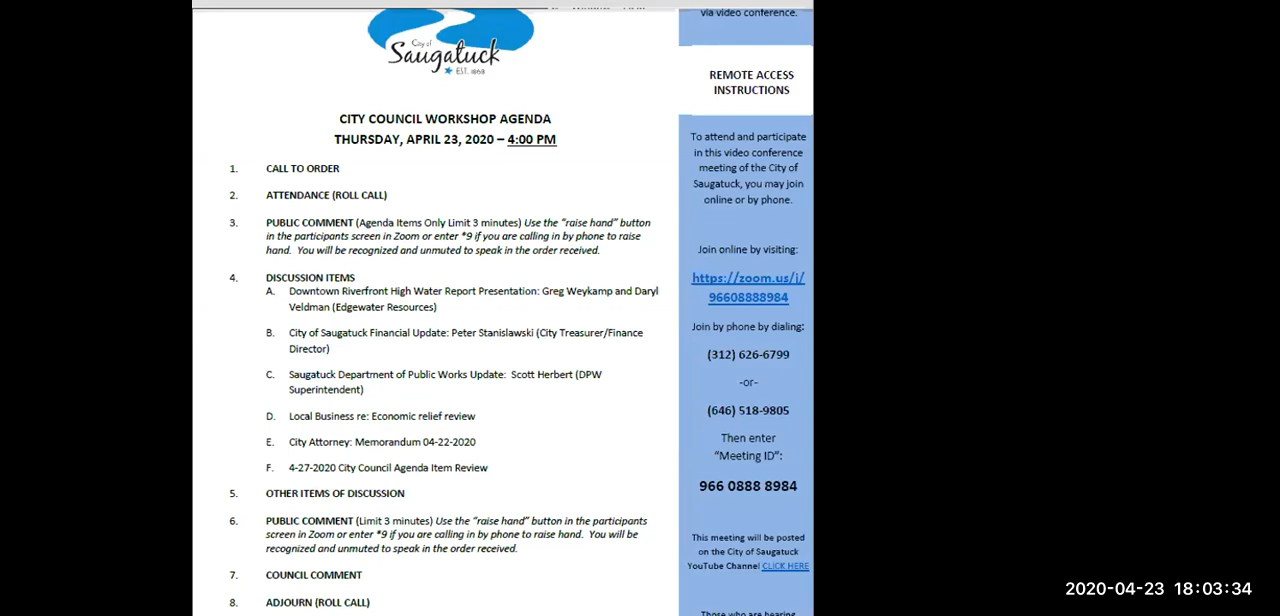 City of
Saugatuck
EST. 1868
CITY COUNCIL WORKSHOP AGENDA
THURSDAY, APRIL 23, 2020 – 4:00 PM
1. CALL TO ORDER
2. ATTENDANCE (ROLL CALL)
3. PUBLIC COMMENT (Agenda Items Only Limit 3 minutes) Use the “raise hand” button
in the participants screen in Zoom or enter *9 if you are calling in by phone to raise
hand. You will be recognized and unmuted to speak in the order received.
4. DISCUSSION ITEMS
A. Downtown Riverfront High Water Report Presentation: Greg Weykamp and Daryl
Veldman (Edgewater Resources)
B. City of Saugatuck Financial Update: Peter Stanislawski (City Treasurer/Finance
Director)
C. Saugatuck Department of Public Works Update: Scott Herbert (DPW
Superintendent)
D. Local Business re: Economic relief review
E. City Attorney: Memorandum 04-22-2020
F. 4-27-2020 City Council Agenda Item Review
5. OTHER ITEMS OF DISCUSSION
6. PUBLIC COMMENT (Limit 3 minutes) Use the “raise hand” button in the participants
screen in Zoom or enter *9 if you are calling in by phone to raise hand. You will be
recognized and unmuted to speak in the order received.
7. COUNCIL COMMENT
8. ADJOURN (ROLL CALL)
via video conference.
REMOTE ACCESS
INSTRUCTIONS
To attend and participate
in this video conference
meeting of the City of
Saugatuck, you may join
online or by phone.
Join online by visiting:
https://zoom.us/j/
96608888984
Join by phone by dialing:
(312) 626-6799
-or-
(646) 518-9805
Then enter
“Meeting ID”:
966 0888 8984
This meeting will be posted
on the City of Saugatuck
YouTube Channel CLICK HERE
Those who are hearing
2020-04-23 18:03:34